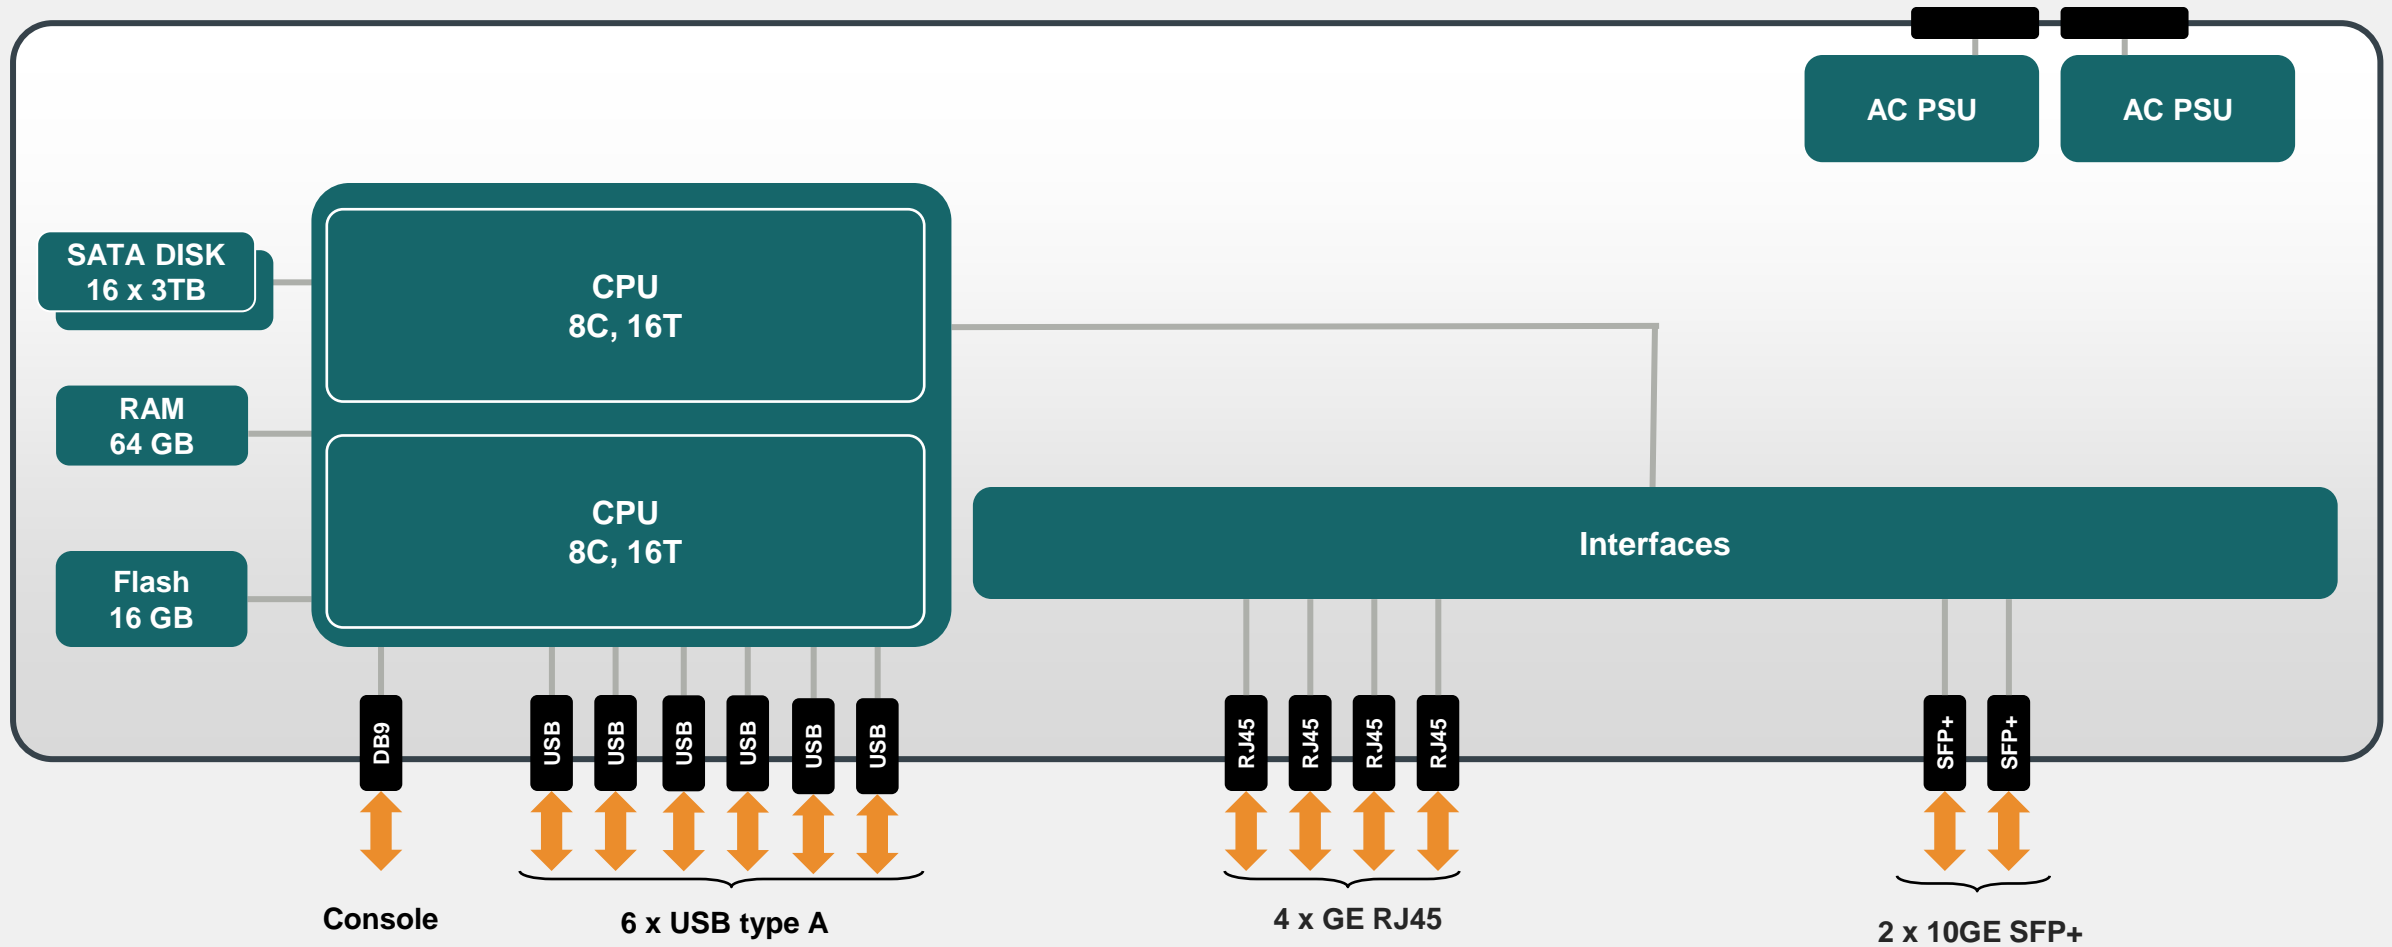 AC PSU
AC PSU
SATA DISK
16 x 3TB
CPU
8C, 16T
RAM
64 GB
CPU
8C, 16T
Interfaces
Flash
16 GB
DB9
USB
USB
USB
USB
USB
USB
RJ45
RJ45
RJ45
RJ45
SFP+
SFP+
Console
6 x USB type A
4 x GE RJ45
2 x 10GE SFP+